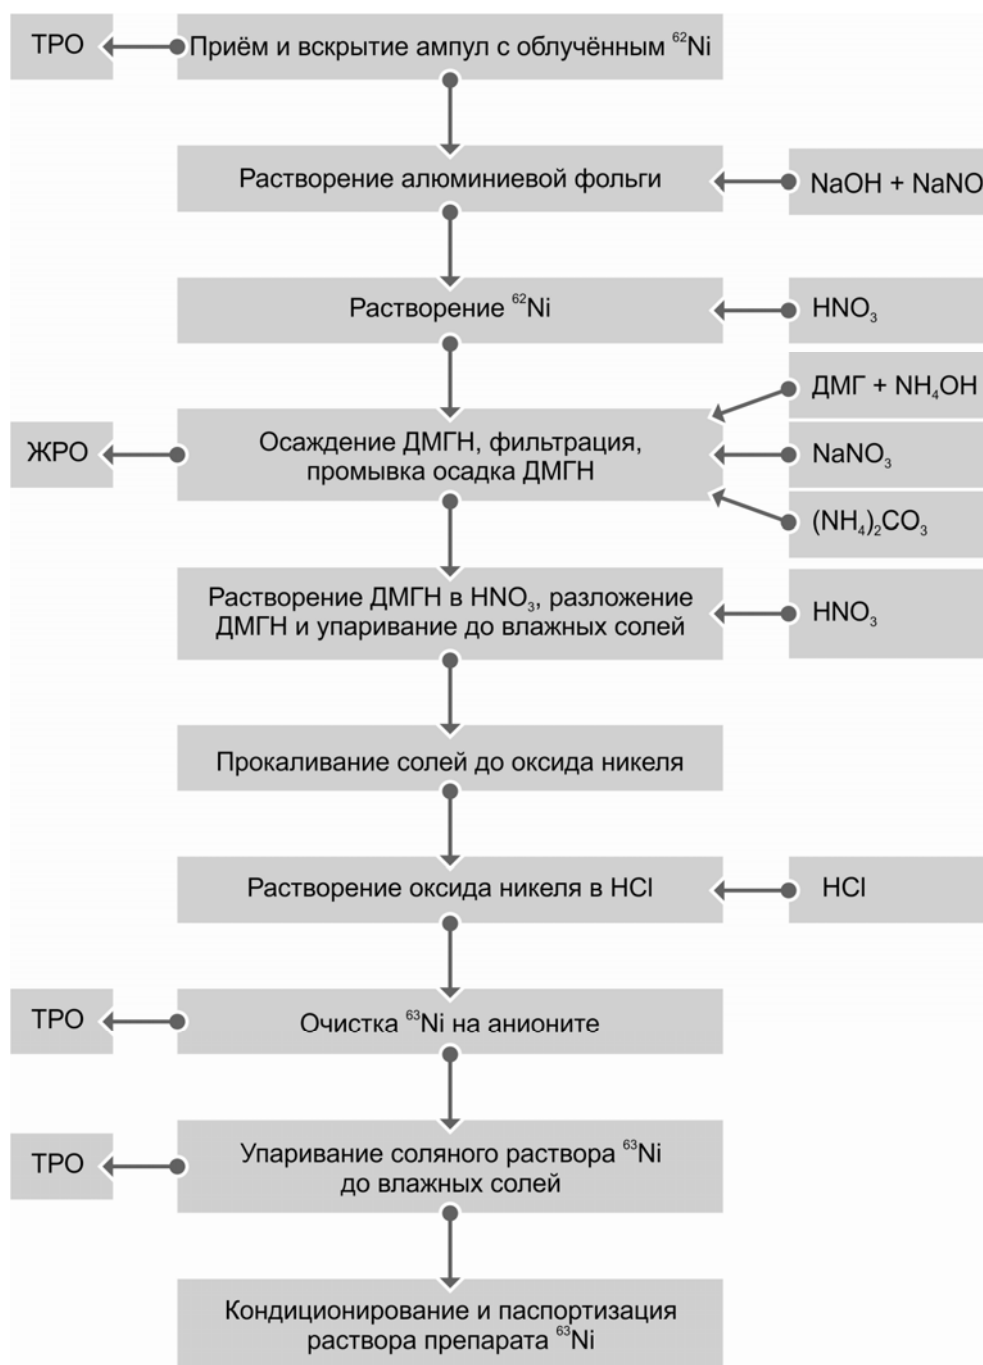 ТРО
Приём и вскрытие ампул с облучённым ⁶²Ni
Растворение алюминиевой фольги
NaOH + NaNO
Растворение ⁶²Ni
HNO₃
ДМГ + NH₄OH
ЖРО
Осаждение ДМГН, фильтрация,
промывка осадка ДМГН
NaNO₃
(NH₄)₂CO₃
Растворение ДМГН в HNO₃, разложение
ДМГН и упаривание до влажных солей
HNO₃
Прокаливание солей до оксида никеля
Растворение оксида никеля в HCl
HCl
ТРО
Очистка ⁶³Ni на анионите
ТРО
Упаривание соляного раствора ⁶³Ni
до влажных солей
Кондиционирование и паспортизация
раствора препарата ⁶³Ni